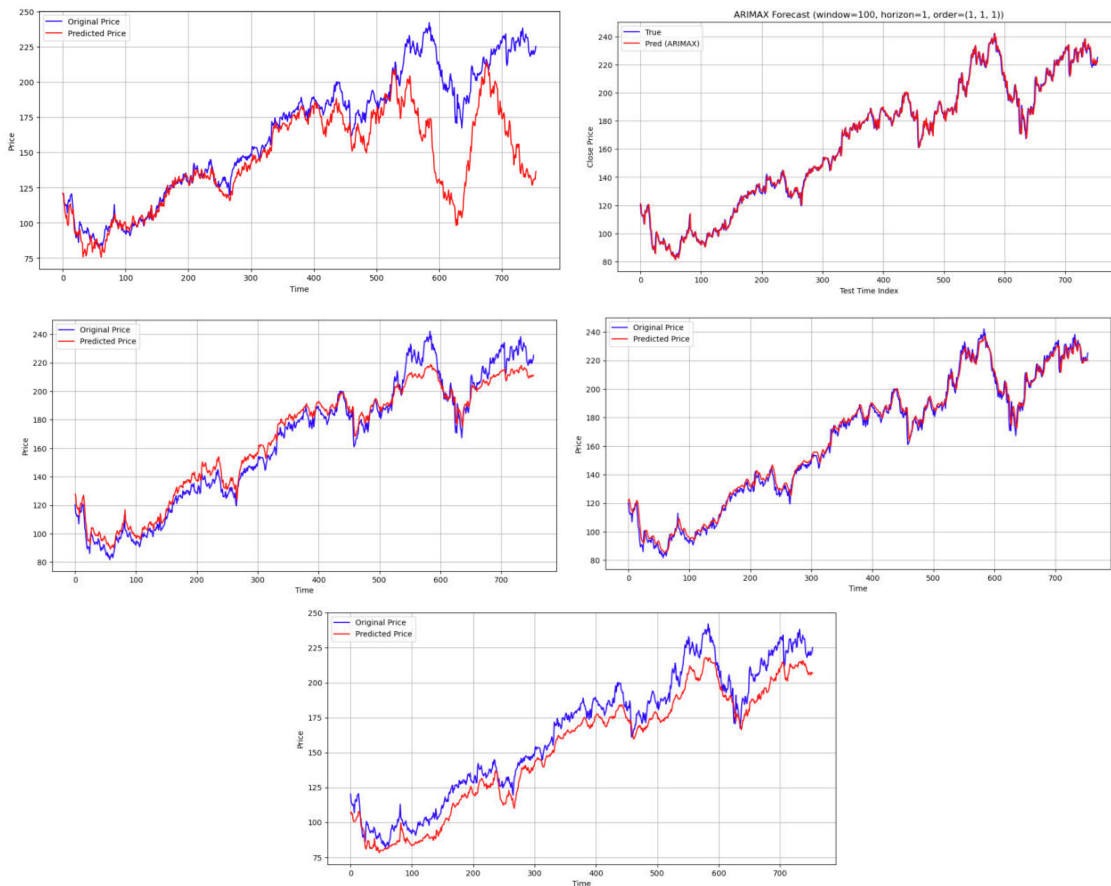 Original Price
Predicted Price
250
225
200
175
150
125
100
75
Price
0 100 200 300 400 500 600 700
Time
ARIMAX Forecast (window=100, horizon=1, order=(1, 1, 1))
True
Pred (ARIMAX)
240
220
200
180
160
140
120
100
80
Close Price
0 100 200 300 400 500 600 700
Test Time Index
Original Price
Predicted Price
240
220
200
180
160
140
120
100
80
Price
0 100 200 300 400 500 600 700
Time
Original Price
Predicted Price
240
220
200
180
160
140
120
100
80
Price
0 100 200 300 400 500 600 700
Time
Original Price
Predicted Price
250
225
200
175
150
125
100
75
Price
0 100 200 300 400 500 600 700
Time